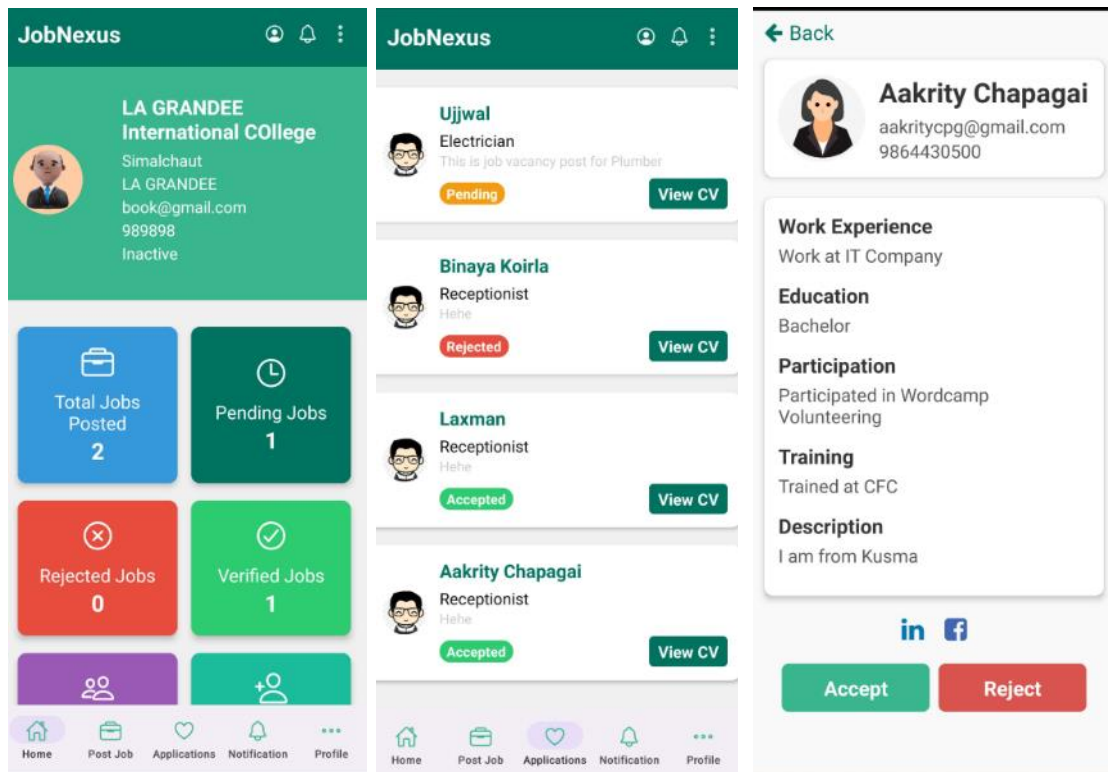 JobNexus
LA GRANDEE
International COllege
Simalchaut
LA GRANDEE
book@gmail.com
989898
Inactive
Total Jobs
Posted
2
Pending Jobs
1
Rejected Jobs
0
Verified Jobs
1
Home
Post Job
Applications
Notification
Profile
JobNexus
Ujjwal
Electrician
This is job vacancy post for Plumber
Pending
View CV
Binaya Koirla
Receptionist
Hehe
Rejected
View CV
Laxman
Receptionist
Hehe
Accepted
View CV
Aakrity Chapagai
Receptionist
Hehe
Accepted
View CV
Home
Post Job
Applications
Notification
Profile
Back
Aakrity Chapagai
aakritycpg@gmail.com
9864430500
Work Experience
Work at IT Company
Education
Bachelor
Participation
Participated in Wordcamp
Volunteering
Training
Trained at CFC
Description
I am from Kusma
in f
Accept
Reject